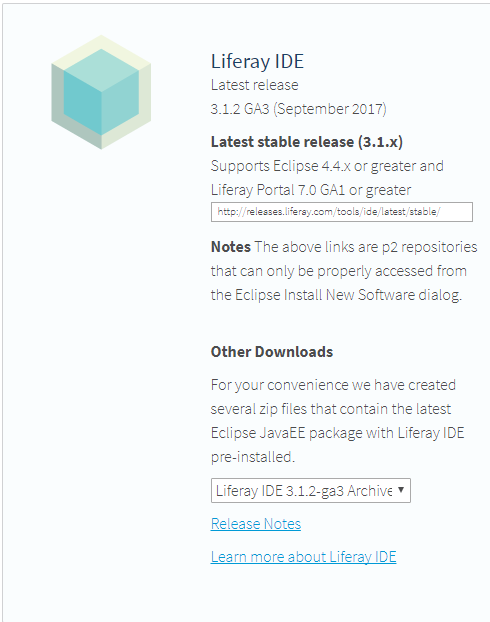 Liferay IDE
Latest release
3.1.2 GA3 (September 2017)
Latest stable release (3.1.x)
Supports Eclipse 4.4.x or greater and
Liferay Portal 7.0 GA1 or greater
http://releases.liferay.com/tools/ide/latest/stable/
Notes The above links are p2 repositories
that can only be properly accessed from
the Eclipse Install New Software dialog.
Other Downloads
For your convenience we have created
several zip files that contain the latest
Eclipse JavaEE package with Liferay IDE
pre-installed.
Liferay IDE 3.1.2-ga3 Archive
Release Notes
Learn more about Liferay IDE